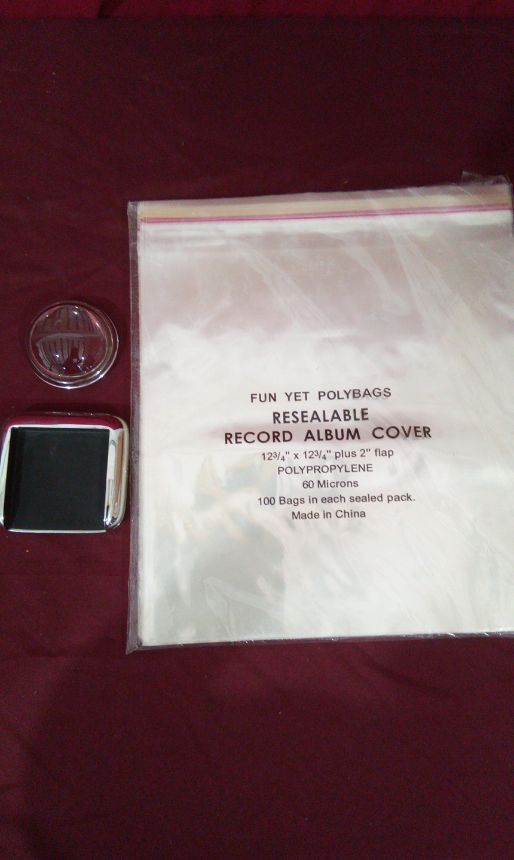 FUN YET POLYBAGS
RESEALABLE
RECORD ALBUM COVER
12 3/4" x 12 3/4" plus 2" flap
POLYPROPYLENE
60 Microns
100 Bags in each sealed pack.
Made in China